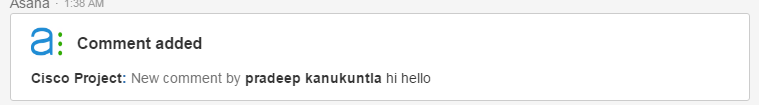 Asana · 1:38 AM
a:
Comment added
Cisco Project: New comment by pradeep kanukuntla hi hello